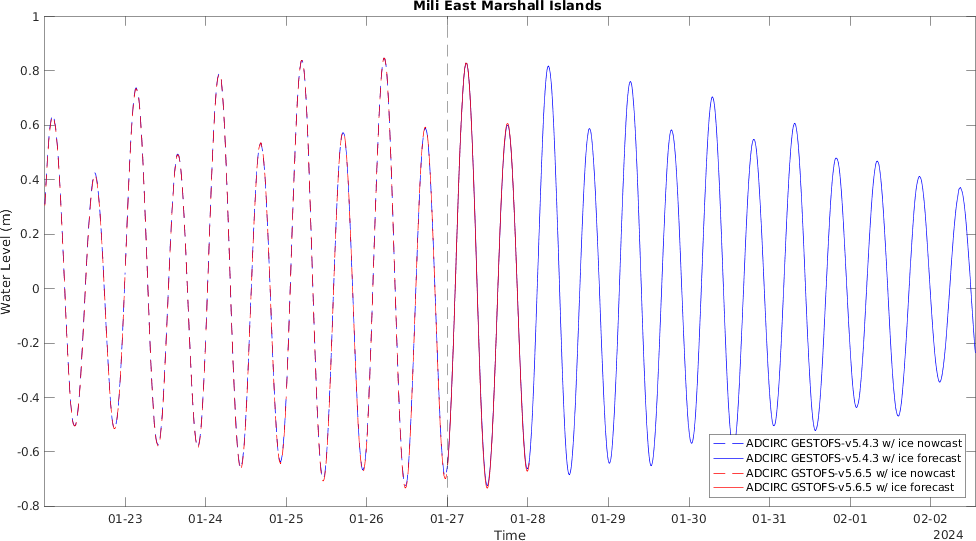 Mili East Marshall Islands
1
0.8
0.6
0.4
0.2
0
-0.2
-0.4
-0.6
-0.8
Water Level (m)
ADCIRC GESTOFS-v5.4.3 w/ ice nowcast
ADCIRC GESTOFS-v5.4.3 w/ ice forecast
ADCIRC GSTOFS-v5.6.5 w/ ice nowcast
ADCIRC GSTOFS-v5.6.5 w/ ice forecast
01-23 01-24 01-25 01-26 01-27 01-28 01-29 01-30 01-31 02-01 02-02
Time
2024